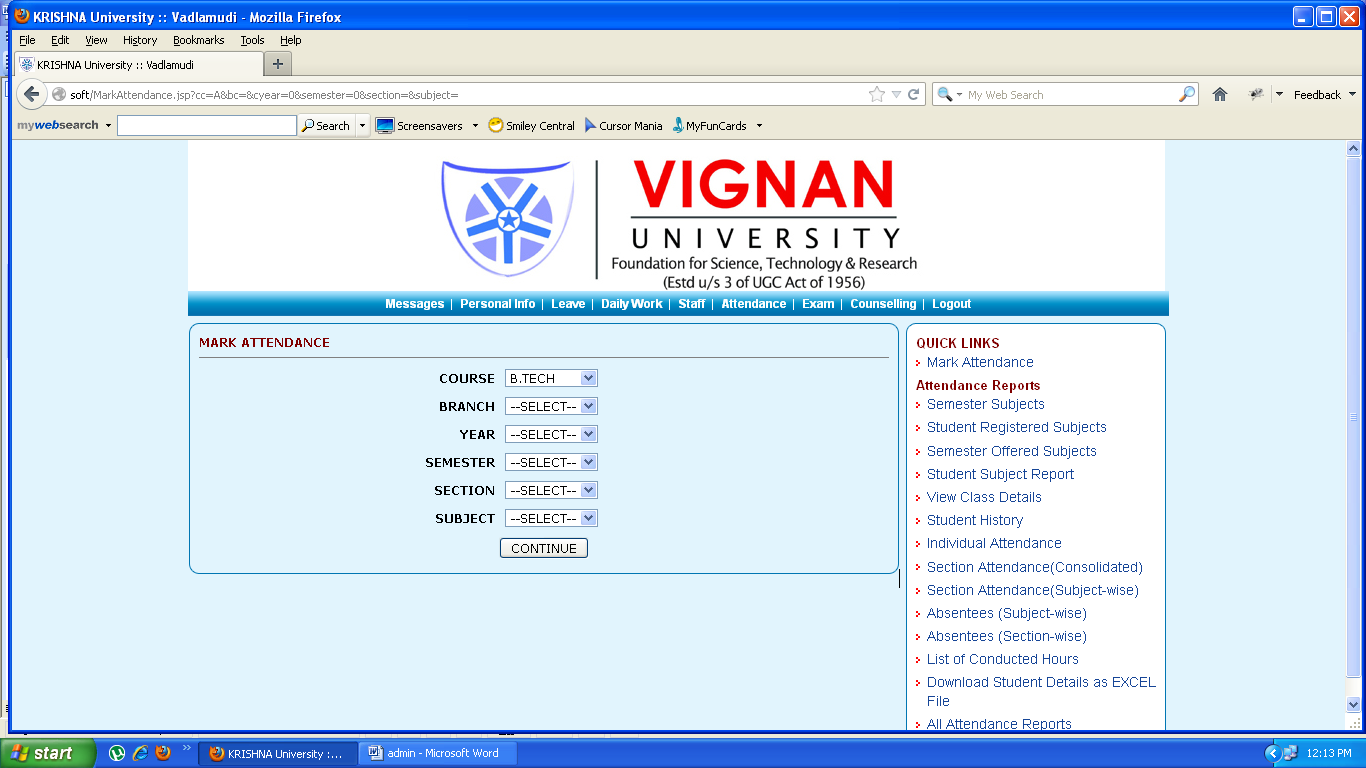 KRISHNA University :: Vadlamudi - Mozilla Firefox
File Edit View History Bookmarks Tools Help
KRISHNA University :: Vadlamudi
soft/MarkAttendance.jsp?cc=A&bc=&cyear=0&semester=0&section=&subject=
My Web Search
Feedback
mywebsearch
Search
Screensavers
Smiley Central
Cursor Mania
MyFunCards
VIGNAN
UNIVERSITY
Foundation for Science, Technology & Research
(Estd u/s 3 of UGC Act of 1956)
Messages | Personal Info | Leave | Daily Work | Staff | Attendance | Exam | Counselling | Logout
MARK ATTENDANCE
COURSE B.TECH
BRANCH --SELECT--
YEAR --SELECT--
SEMESTER --SELECT--
SECTION --SELECT--
SUBJECT --SELECT--
CONTINUE
QUICK LINKS
Mark Attendance
Attendance Reports
Semester Subjects
Student Registered Subjects
Semester Offered Subjects
Student Subject Report
View Class Details
Student History
Individual Attendance
Section Attendance(Consolidated)
Section Attendance(Subject-wise)
Absentees (Subject-wise)
Absentees (Section-wise)
List of Conducted Hours
Download Student Details as EXCEL
File
All Attendance Reports
start
KRISHNA University :...
admin - Microsoft Word
12:13 PM